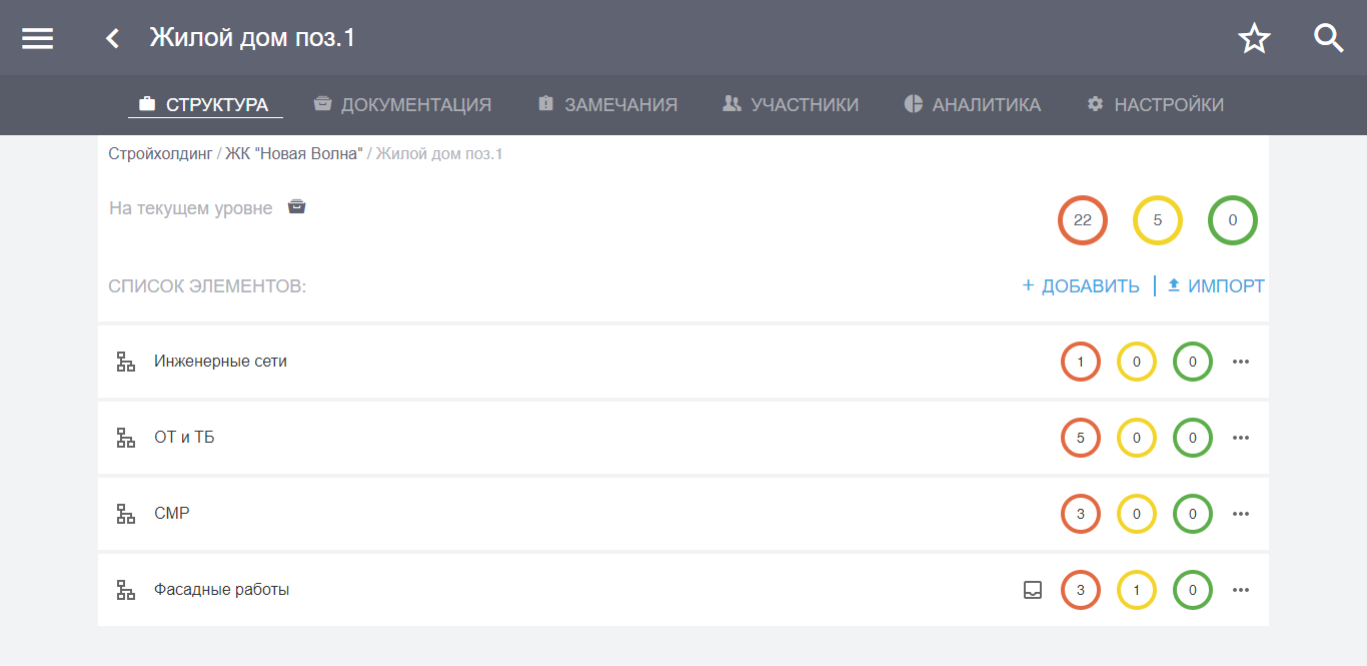 Жилой дом поз.1
СТРУКТУРА ДОКУМЕНТАЦИЯ ЗАМЕЧАНИЯ УЧАСТНИКИ АНАЛИТИКА НАСТРОЙКИ
Стройхолдинг / ЖК "Новая Волна" / Жилой дом поз.1
На текущем уровне 22 5 0
СПИСОК ЭЛЕМЕНТОВ: + ДОБАВИТЬ | ИМПОРТ
Инженерные сети 1 0 0
ОТ и ТБ 5 0 0
СМР 3 0 0
Фасадные работы 3 1 0